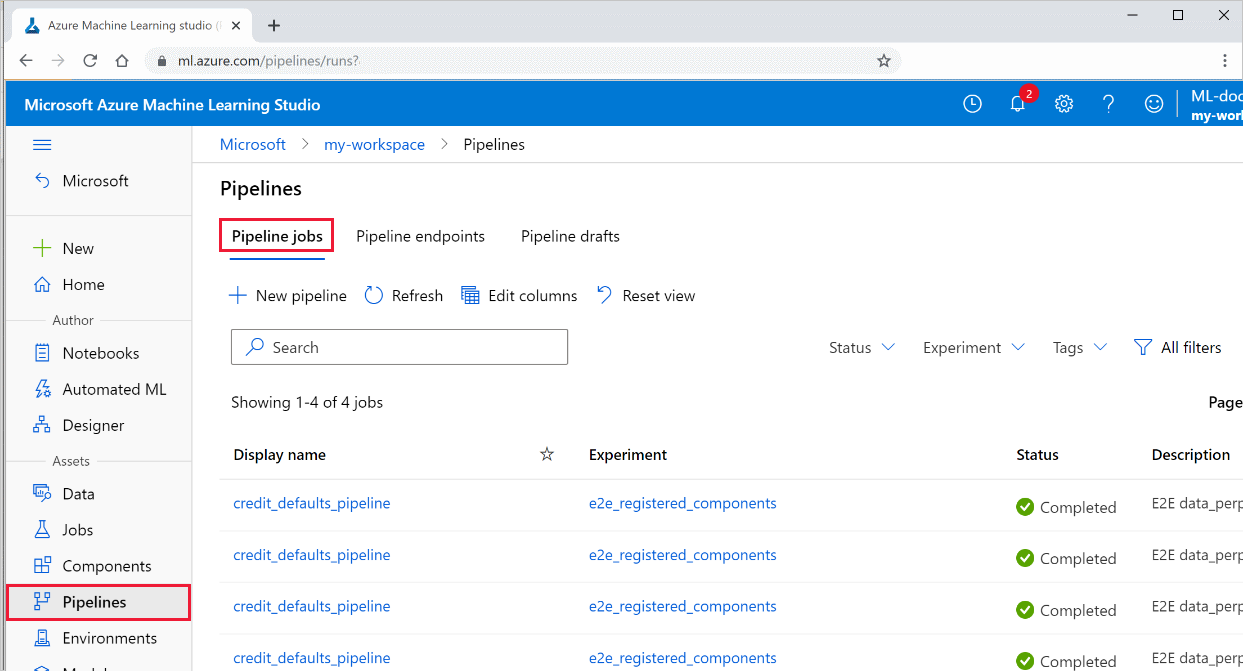 Azure Machine Learning studio
ml.azure.com/pipelines/runs?
Microsoft Azure Machine Learning Studio
2
ML-doc
my-work
Microsoft
New
Home
Author
Notebooks
Automated ML
Designer
Assets
Data
Jobs
Components
Pipelines
Environments
Microsoft > my-workspace > Pipelines
Pipelines
Pipeline jobs Pipeline endpoints Pipeline drafts
New pipeline Refresh Edit columns Reset view
Search Status Experiment Tags All filters
Showing 1-4 of 4 jobs Page
Display name Experiment Status Description
credit_defaults_pipeline e2e_registered_components Completed E2E data_perp
credit_defaults_pipeline e2e_registered_components Completed E2E data_perp
credit_defaults_pipeline e2e_registered_components Completed E2E data_perp
credit_defaults_pipeline e2e_registered_components Completed E2E data_perp